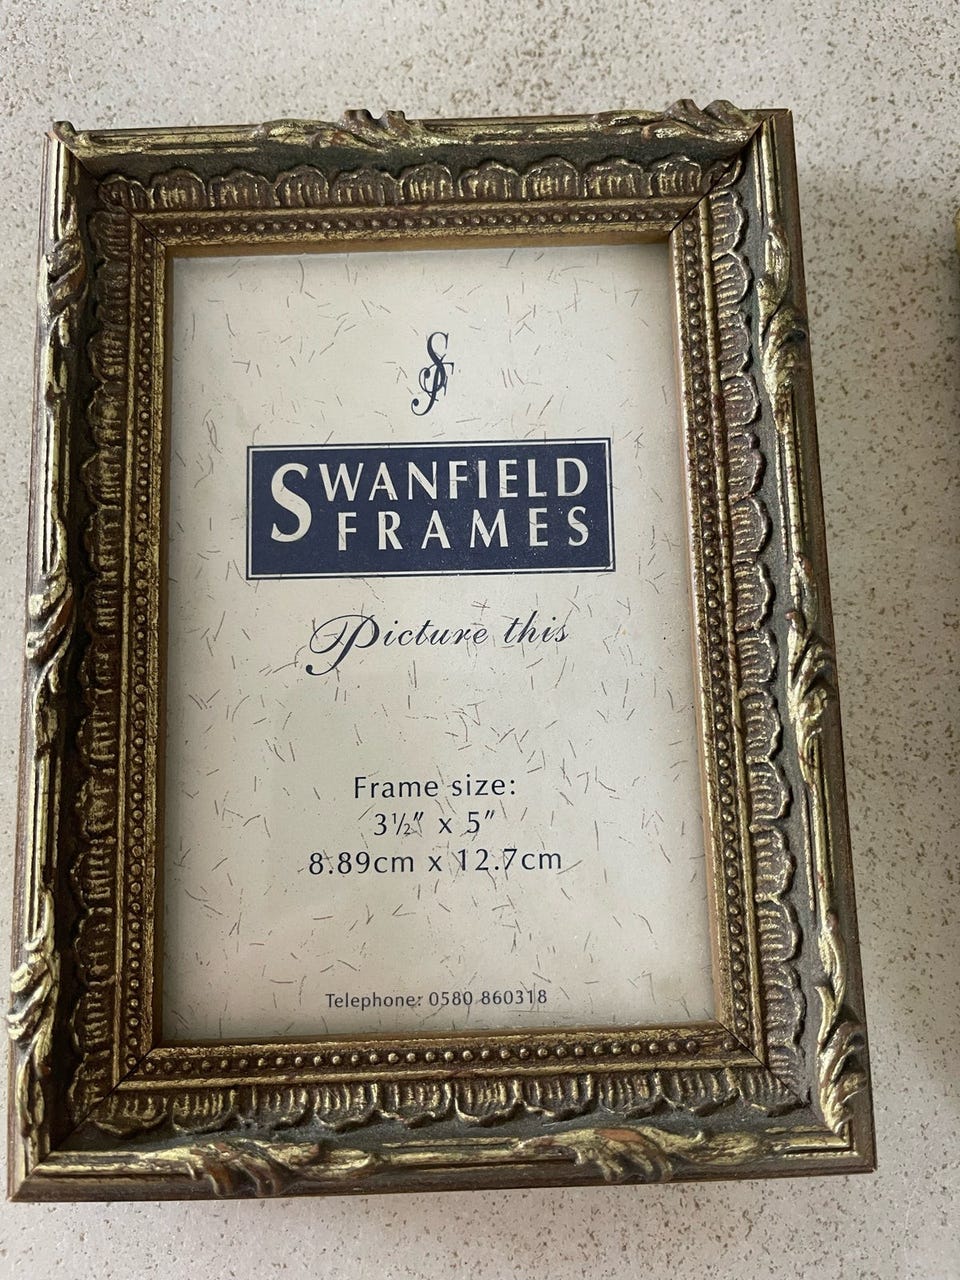 SF
SWANFIELD
FRAMES
Picture this
Frame size:
3½" x 5"
8.89cm x 12.7cm
Telephone: 0580 860318